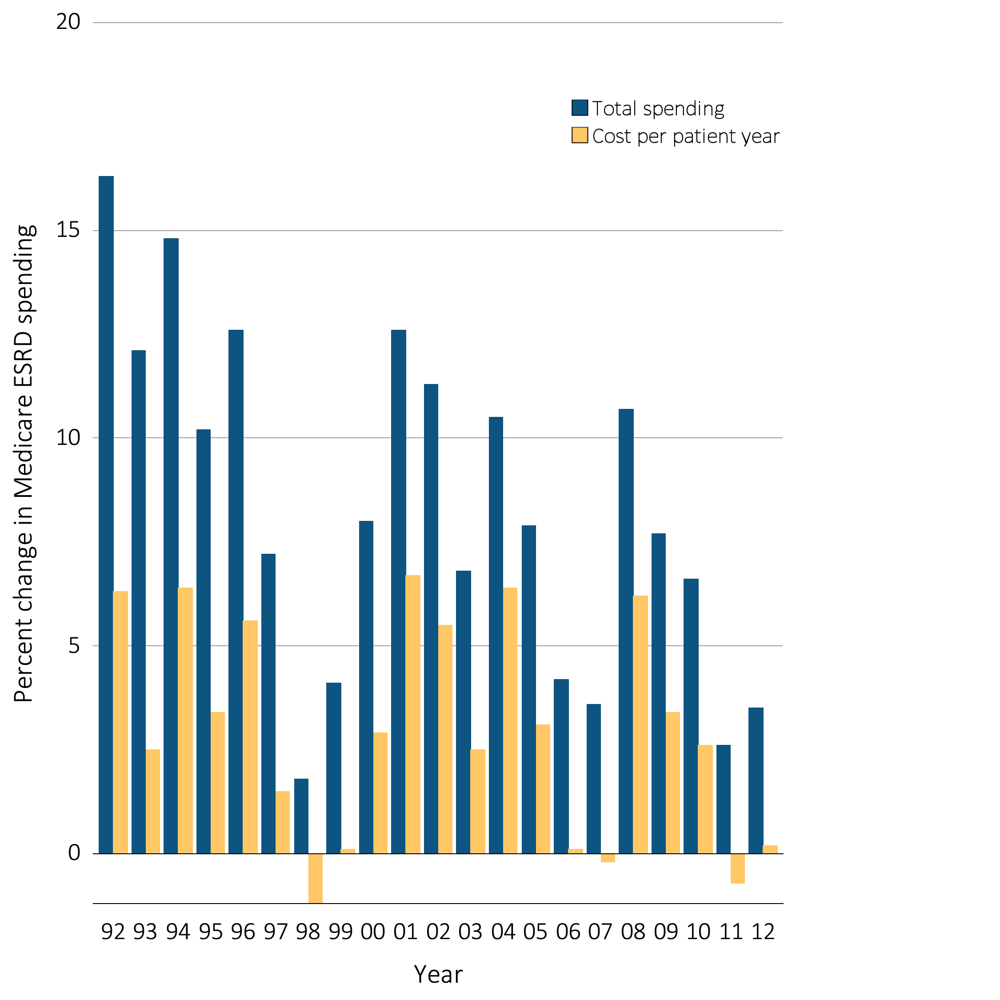 20
Total spending
Cost per patient year
15
10
5
0
Percent change in Medicare ESRD spending
92 93 94 95 96 97 98 99 00 01 02 03 04 05 06 07 08 09 10 11 12
Year